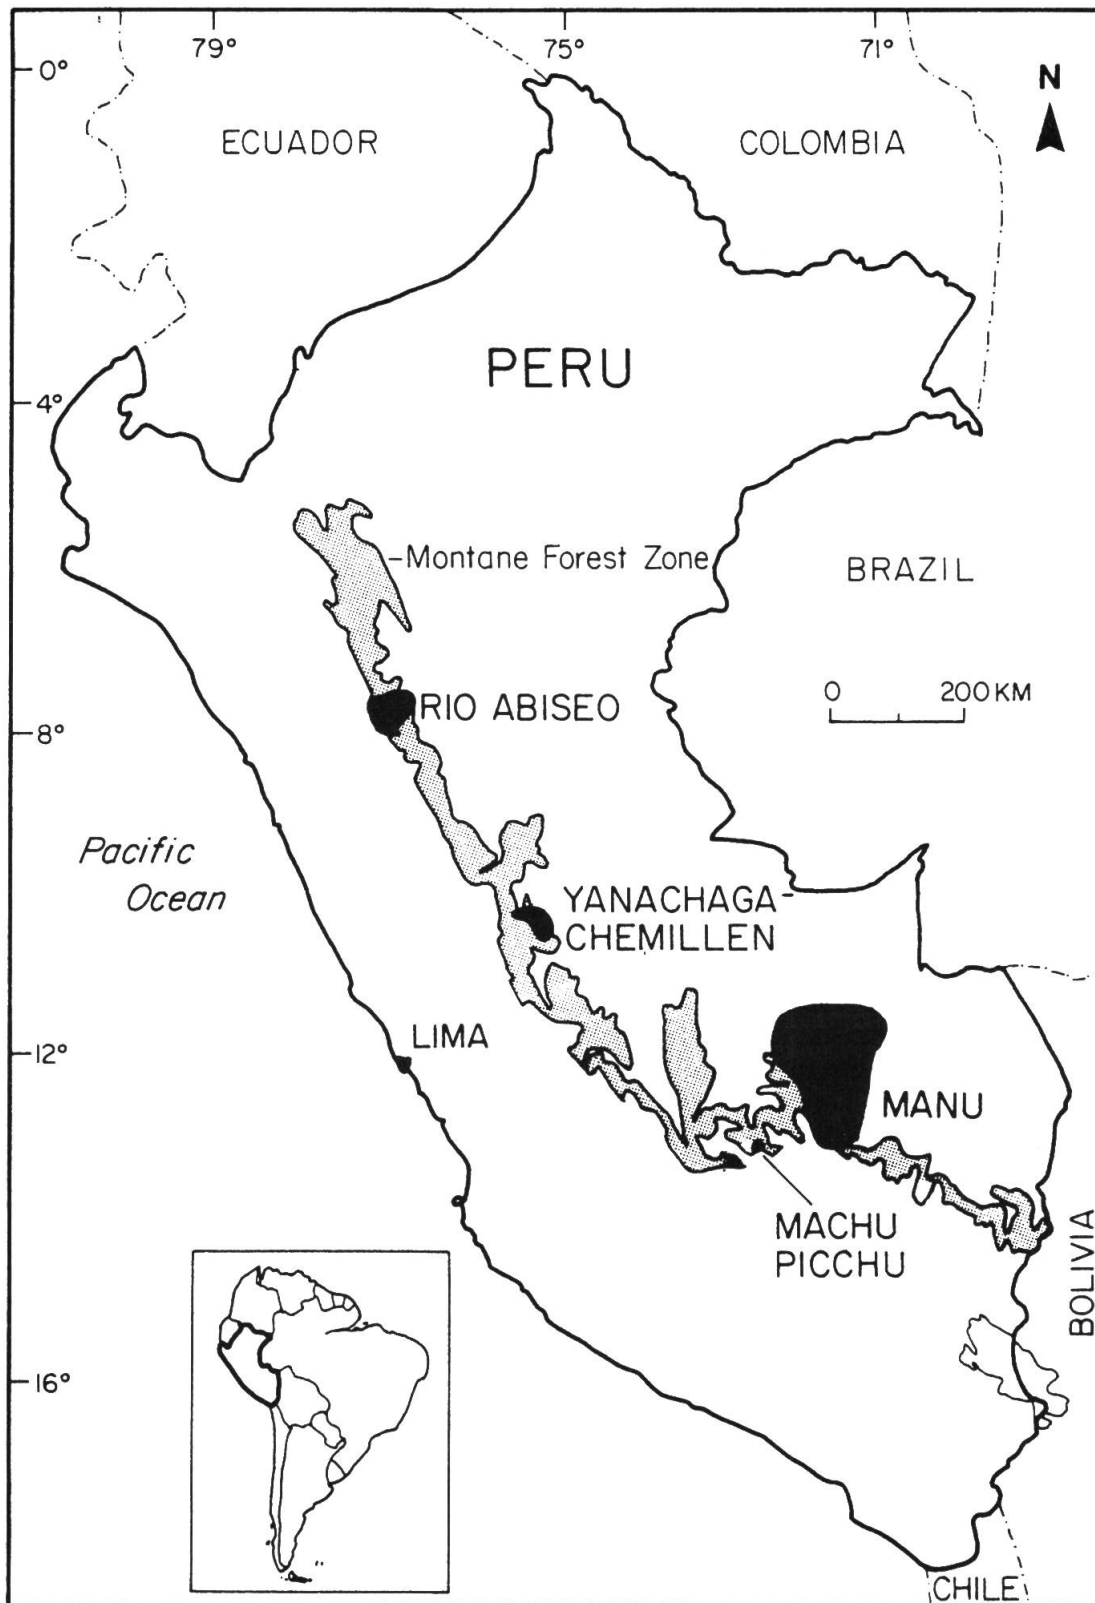 79° 75° 71°
0°
N
ECUADOR
COLOMBIA
PERU
4°
-Montane Forest Zone
BRAZIL
0 200 KM
RIO ABISEO
8°
Pacific
Ocean
A
YANACHAGA-
CHEMILLEN
LIMA
12°
MANU
MACHU
PICCHU
BOLIVIA
16°
CHILE